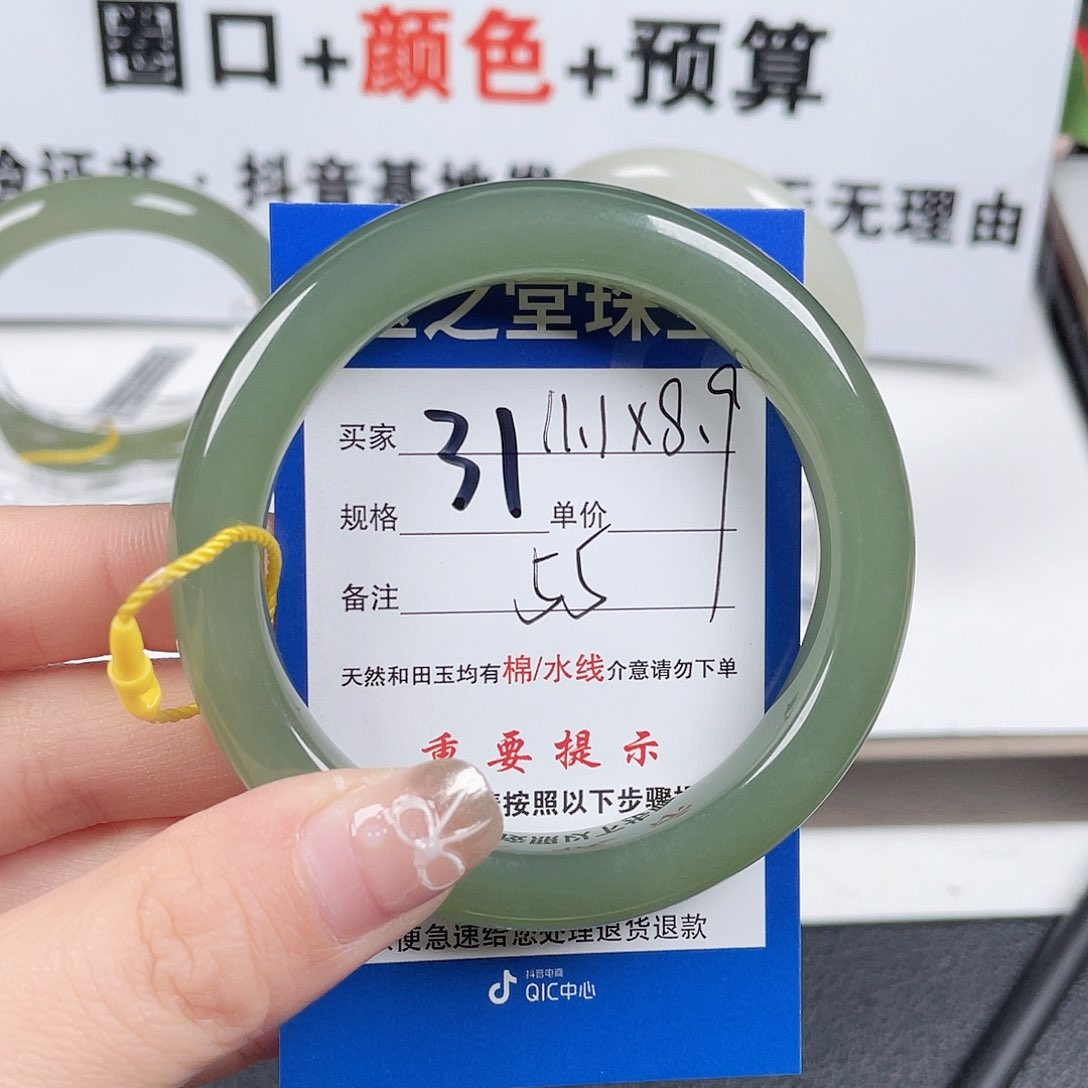 圈口+颜色+预算
证书·抖音基地发 无理由
之堂珠
买家 31 11.1x8.9
规格 单价
备注 55
天然和田玉均有棉/水线介意请勿下单
重要提示
按照以下步骤
便急速给您处理退货退款
抖音电商
QIC中心